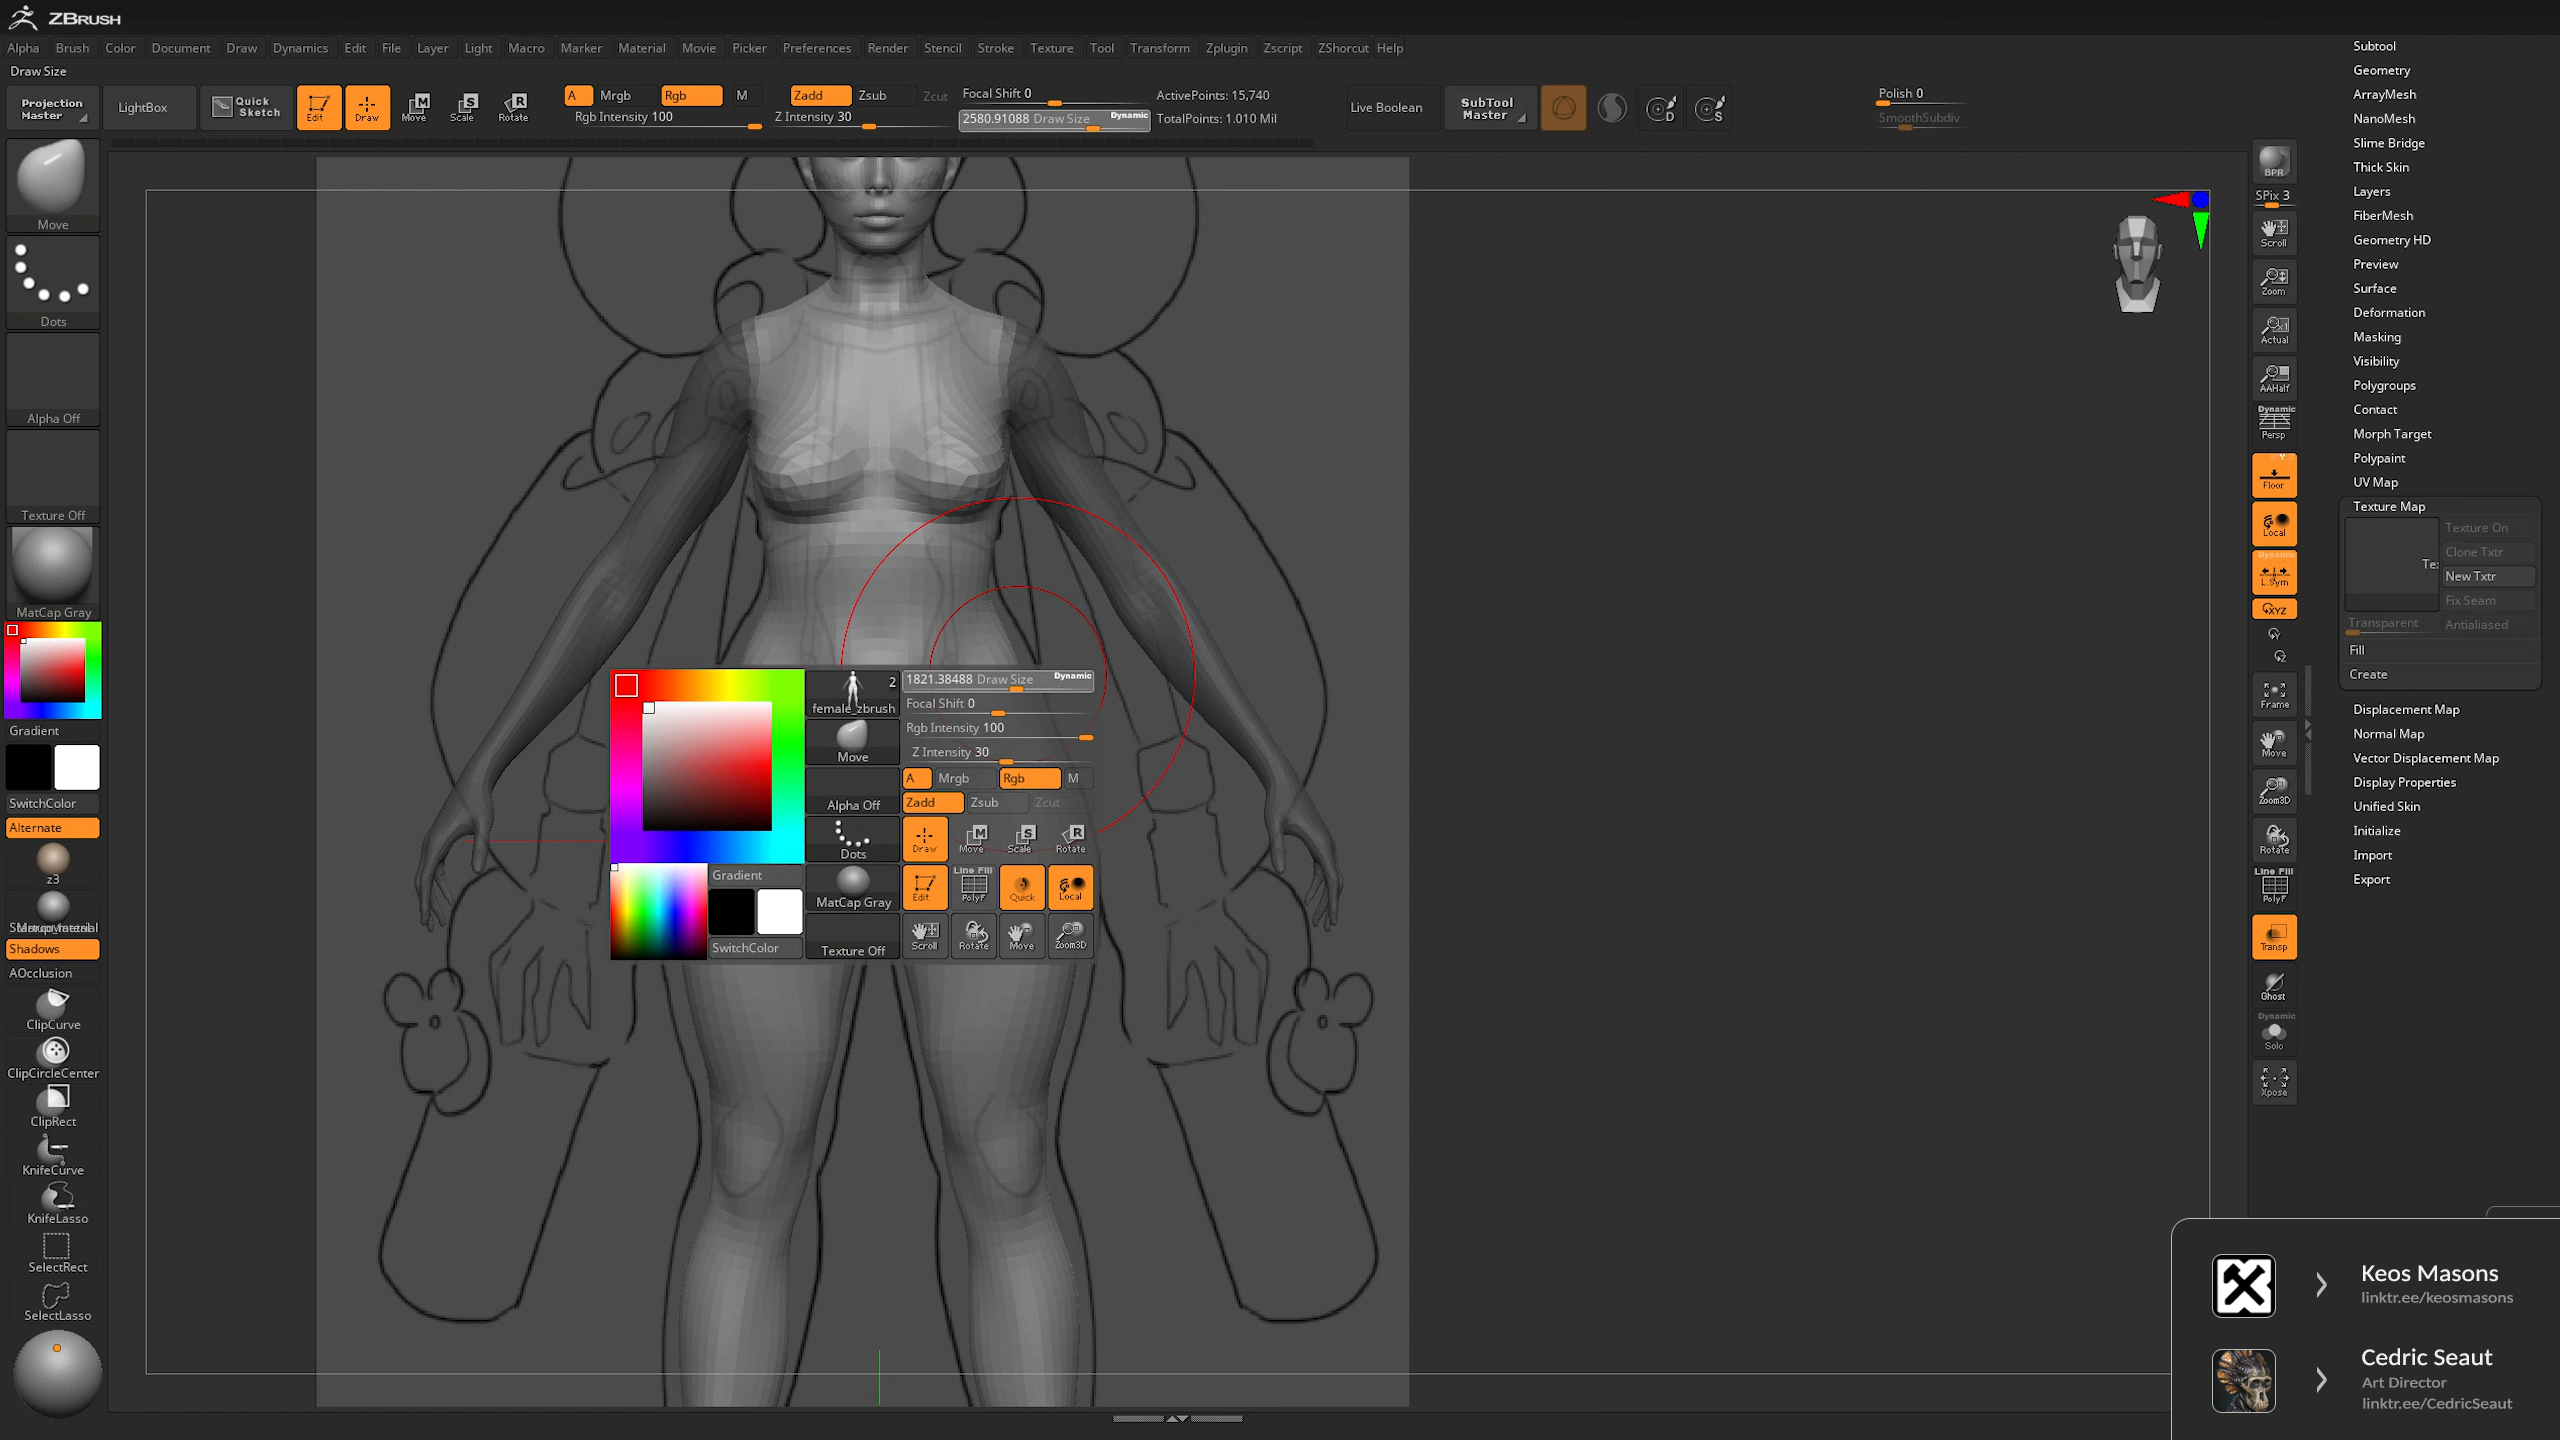 ZBRUSH
Alpha Brush Color Document Draw Dynamics Edit File Layer Light Macro Marker Material Movie Picker Preferences Render Stencil Stroke Texture Tool Transform Zplugin Zscript ZShorcut Help
Draw Size
Projection Master
LightBox
Quick Sketch
Edit
Draw
Move
Scale
Rotate
A Mrgb Rgb M
Rgb Intensity 100
Zadd Zsub Zcut
Z Intensity 30
Focal Shift 0
2580.91088 Draw Size Dynamic
ActivePoints: 15,740
TotalPoints: 1.010 Mil
Live Boolean
SubTool Master
Polish 0
SmoothSubdiv
Move
Dots
Alpha Off
Texture Off
MatCap Gray
Gradient
SwitchColor
Alternate
z3
Shadows
AOcclusion
ClipCurve
ClipCircleCenter
ClipRect
KnifeCurve
KnifeLasso
SelectRect
SelectLasso
2
female_zbrush
Move
Alpha Off
Dots
MatCap Gray
Texture Off
Gradient
SwitchColor
1821.38488 Draw Size Dynamic
Focal Shift 0
Rgb Intensity 100
Z Intensity 30
A Mrgb Rgb M
Zadd Zsub Zcut
Draw Move Scale Rotate
Line Fill
Edit PolyF Quick Local
Scroll Rotate Move Zoom3D
BPR
SPix 3
Scroll
Zoom
Actual
AAHalf
Dynamic
Persp
Floor
Local
Dynamic
L.Sym
XYZ
Y
Z
Frame
Move
Zoom3D
Rotate
Line Fill
PolyF
Transp
Ghost
Dynamic
Solo
Xpose
Subtool
Geometry
ArrayMesh
NanoMesh
Slime Bridge
Thick Skin
Layers
FiberMesh
Geometry HD
Preview
Surface
Deformation
Masking
Visibility
Polygroups
Contact
Morph Target
Polypaint
UV Map
Texture Map
Texture On
Clone Txtr
New Txtr
Fix Seam
Transparent Antialiased
Fill
Create
Displacement Map
Normal Map
Vector Displacement Map
Display Properties
Unified Skin
Initialize
Import
Export
Keos Masons
linktr.ee/keosmasons
Cedric Seaut
Art Director
linktr.ee/CedricSeaut